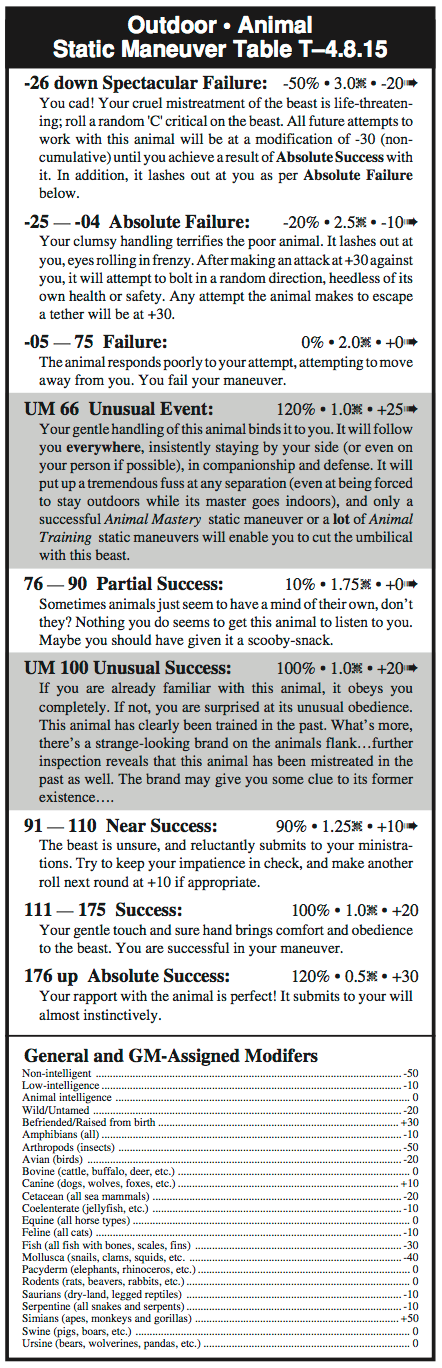 Outdoor • Animal
Static Maneuver Table T–4.8.15
-26 down Spectacular Failure: -50% • 3.0⌘ • -20➠
You cad! Your cruel mistreatment of the beast is life-threaten-
ing; roll a random 'C' critical on the beast. All future attempts to
work with this animal will be at a modification of -30 (non-
cumulative) until you achieve a result of Absolute Success with
it. In addition, it lashes out at you as per Absolute Failure
below.
-25 — -04 Absolute Failure: -20% • 2.5⌘ • -10➠
Your clumsy handling terrifies the poor animal. It lashes out at
you, eyes rolling in frenzy. After making an attack at +30 against
you, it will attempt to bolt in a random direction, heedless of its
own health or safety. Any attempt the animal makes to escape
a tether will be at +30.
-05 — 75 Failure: 0% • 2.0⌘ • +0➠
The animal responds poorly to your attempt, attempting to move
away from you. You fail your maneuver.
UM 66 Unusual Event: 120% • 1.0⌘ • +25➠
Your gentle handling of this animal binds it to you. It will follow
you everywhere, insistently staying by your side (or even on
your person if possible), in companionship and defense. It will
put up a tremendous fuss at any separation (even at being forced
to stay outdoors while its master goes indoors), and only a
successful Animal Mastery static maneuver or a lot of Animal
Training static maneuvers will enable you to cut the umbilical
with this beast.
76 — 90 Partial Success: 10% • 1.75⌘ • +0➠
Sometimes animals just seem to have a mind of their own, don't
they? Nothing you do seems to get this animal to listen to you.
Maybe you should have given it a scooby-snack.
UM 100 Unusual Success: 100% • 1.0⌘ • +20➠
If you are already familiar with this animal, it obeys you
completely. If not, you are surprised at its unusual obedience.
This animal has clearly been trained in the past. What's more,
there's a strange-looking brand on the animals flank…further
inspection reveals that this animal has been mistreated in the
past as well. The brand may give you some clue to its former
existence….
91 — 110 Near Success: 90% • 1.25⌘ • +10➠
The beast is unsure, and reluctantly submits to your ministra-
tions. Try to keep your impatience in check, and make another
roll next round at +10 if appropriate.
111 — 175 Success: 100% • 1.0⌘ • +20
Your gentle touch and sure hand brings comfort and obedience
to the beast. You are successful in your maneuver.
176 up Absolute Success: 120% • 0.5⌘ • +30
Your rapport with the animal is perfect! It submits to your will
almost instinctively.
General and GM-Assigned Modifers
Non-intelligent -50
Low-intelligence -10
Animal intelligence 0
Wild/Untamed -20
Befriended/Raised from birth +30
Amphibians (all) -10
Arthropods (insects) -50
Avian (birds) -20
Bovine (cattle, buffalo, deer, etc.) 0
Canine (dogs, wolves, foxes, etc.) +10
Cetacean (all sea mammals) -20
Coelenterate (jellyfish, etc.) -10
Equine (all horse types) 0
Feline (all cats) -10
Fish (all fish with bones, scales, fins) -30
Mollusca (snails, clams, squids, etc. -40
Pacyderm (elephants, rhinoceros, etc.) 0
Rodents (rats, beavers, rabbits, etc.) 0
Saurians (dry-land, legged reptiles) -10
Serpentine (all snakes and serpents) -10
Simians (apes, monkeys and gorillas) +50
Swine (pigs, boars, etc.) 0
Ursine (bears, wolverines, pandas, etc.) 0